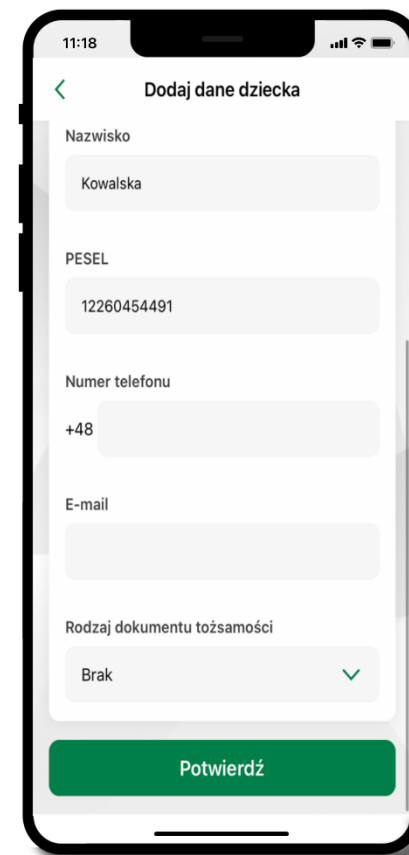 11:18
Dodaj dane dziecka
Nazwisko
Kowalska
PESEL
12260454491
Numer telefonu
+48
E-mail
Rodzaj dokumentu tożsamości
Brak
Potwierdź